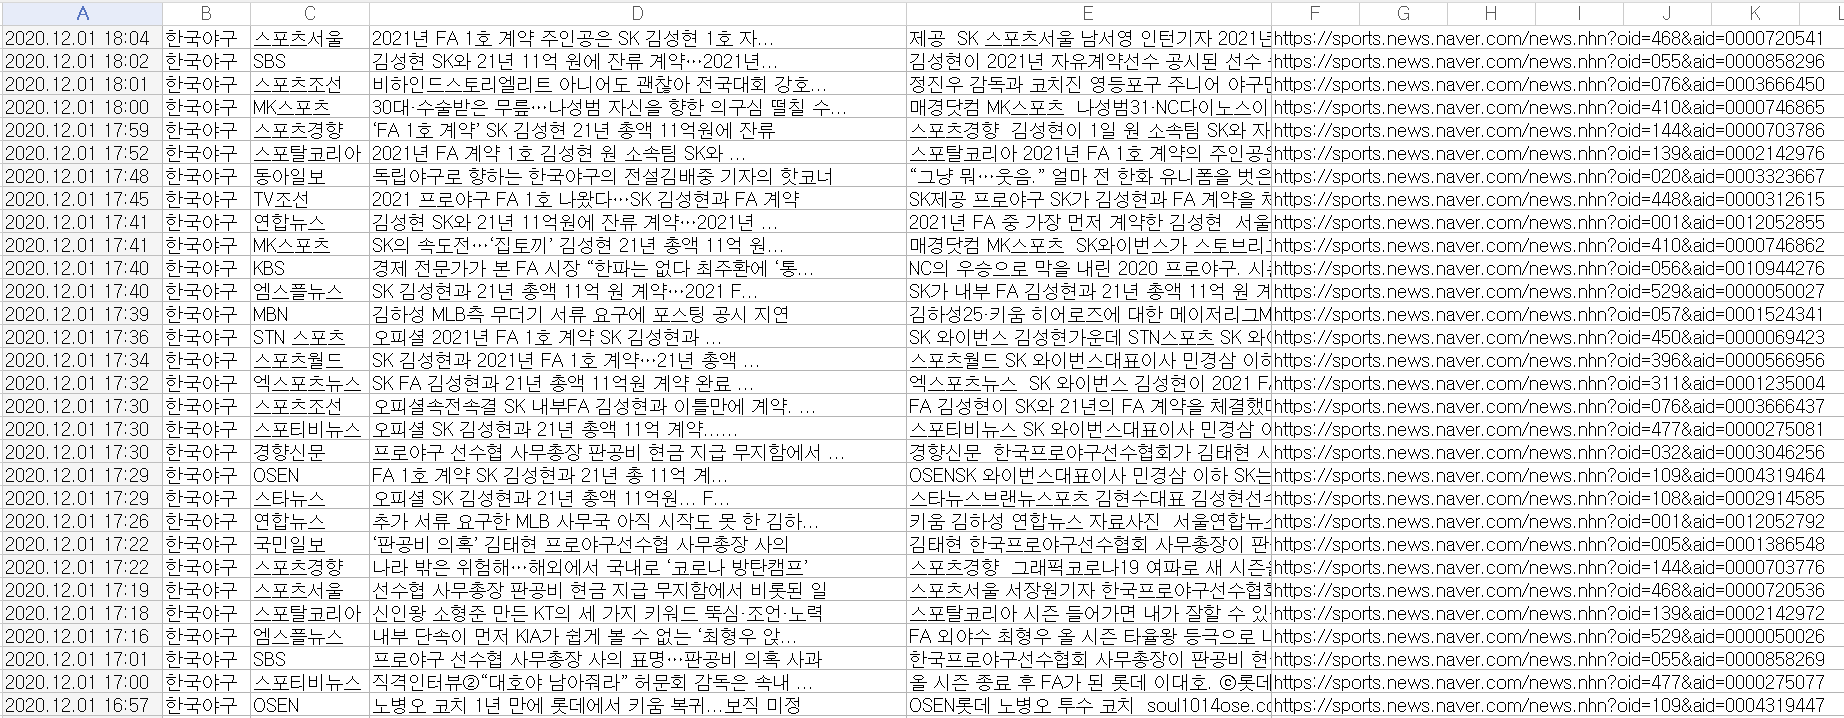 A B C D E F G H I J K L
2020.12.01 18:04 한국야구 스포츠서울 2021년 FA 1호 계약 주인공은 SK 김성현 1호 자... 제공 SK 스포츠서울 남서영 인턴기자 2021년 https://sports.news.naver.com/news.nhn?oid=468&aid=0000720541
2020.12.01 18:02 한국야구 SBS 김성현 SK와 21년 11억 원에 잔류 계약…2021년... 김성현이 2021년 자유계약선수 공시된 선수 https://sports.news.naver.com/news.nhn?oid=055&aid=0000858296
2020.12.01 18:01 한국야구 스포츠조선 비하인드스토리엘리트 아니어도 괜찮아 전국대회 강호... 정진우 감독과 코치진 영등포구 주니어 야구단 https://sports.news.naver.com/news.nhn?oid=076&aid=0003666450
2020.12.01 18:00 한국야구 MK스포츠 30대·수술받은 무릎…나성범 자신을 향한 의구심 떨칠 수... 매경닷컴 MK스포츠 나성범31·NC다이노스이 https://sports.news.naver.com/news.nhn?oid=410&aid=0000746865
2020.12.01 17:59 한국야구 스포츠경향 ‘FA 1호 계약’ SK 김성현 21년 총액 11억원에 잔류 스포츠경향 김성현이 1일 원 소속팀 SK와 자 https://sports.news.naver.com/news.nhn?oid=144&aid=0000703786
2020.12.01 17:52 한국야구 스포탈코리아 2021년 FA 계약 1호 김성현 원 소속팀 SK와 ... 스포탈코리아 2021년 FA 1호 계약의 주인공은 https://sports.news.naver.com/news.nhn?oid=139&aid=0002142976
2020.12.01 17:48 한국야구 동아일보 독립야구로 향하는 한국야구의 전설김배중 기자의 핫코너 “그냥 뭐…웃음.” 얼마 전 한화 유니폼을 벗은 https://sports.news.naver.com/news.nhn?oid=020&aid=0003323667
2020.12.01 17:45 한국야구 TV조선 2021 프로야구 FA 1호 나왔다…SK 김성현과 FA 계약 SK제공 프로야구 SK가 김성현과 FA 계약을 체 https://sports.news.naver.com/news.nhn?oid=448&aid=0000312615
2020.12.01 17:41 한국야구 연합뉴스 김성현 SK와 21년 11억원에 잔류 계약…2021년 ... 2021년 FA 중 가장 먼저 계약한 김성현 서울 https://sports.news.naver.com/news.nhn?oid=001&aid=0012052855
2020.12.01 17:41 한국야구 MK스포츠 SK의 속도전…‘집토끼’ 김성현 21년 총액 11억 원... 매경닷컴 MK스포츠 SK와이번스가 스토브리그 https://sports.news.naver.com/news.nhn?oid=410&aid=0000746862
2020.12.01 17:40 한국야구 KBS 경제 전문가가 본 FA 시장 “한파는 없다 최주환에 ‘통... NC의 우승으로 막을 내린 2020 프로야구. 시 https://sports.news.naver.com/news.nhn?oid=056&aid=0010944276
2020.12.01 17:40 한국야구 엠스플뉴스 SK 김성현과 21년 총액 11억 원 계약…2021 F... SK가 내부 FA 김성현과 21년 총액 11억 원 계 https://sports.news.naver.com/news.nhn?oid=529&aid=0000050027
2020.12.01 17:39 한국야구 MBN 김하성 MLB측 무더기 서류 요구에 포스팅 공시 지연 김하성25·키움 히어로즈에 대한 메이저리그M https://sports.news.naver.com/news.nhn?oid=057&aid=0001524341
2020.12.01 17:36 한국야구 STN 스포츠 오피셜 2021년 FA 1호 계약 SK 김성현과 ... SK 와이번스 김성현가운데 STN스포츠 SK 와이 https://sports.news.naver.com/news.nhn?oid=450&aid=0000069423
2020.12.01 17:34 한국야구 스포츠월드 SK 김성현과 2021년 FA 1호 계약…21년 총액 ... 스포츠월드 SK 와이번스대표이사 민경삼 이하 https://sports.news.naver.com/news.nhn?oid=396&aid=0000566956
2020.12.01 17:32 한국야구 엑스포츠뉴스 SK FA 김성현과 21년 총액 11억원 계약 완료 ... 엑스포츠뉴스 SK 와이번스 김성현이 2021 FA https://sports.news.naver.com/news.nhn?oid=311&aid=0001235004
2020.12.01 17:30 한국야구 스포츠조선 오피셜속전속결 SK 내부FA 김성현과 이틀만에 계약. ... FA 김성현이 SK와 21년의 FA 계약을 체결했다 https://sports.news.naver.com/news.nhn?oid=076&aid=0003666437
2020.12.01 17:30 한국야구 스포티비뉴스 오피셜 SK 김성현과 21년 총액 11억 계약...... 스포티비뉴스 SK 와이번스대표이사 민경삼 이 https://sports.news.naver.com/news.nhn?oid=477&aid=0000275081
2020.12.01 17:30 한국야구 경향신문 프로야구 선수협 사무총장 판공비 현금 지급 무지함에서 ... 경향신문 한국프로야구선수협회가 김태현 사 https://sports.news.naver.com/news.nhn?oid=032&aid=0003046256
2020.12.01 17:29 한국야구 OSEN FA 1호 계약 SK 김성현과 21년 총 11억 계... OSENSK 와이번스대표이사 민경삼 이하 SK는 https://sports.news.naver.com/news.nhn?oid=109&aid=0004319464
2020.12.01 17:29 한국야구 스타뉴스 오피셜 SK 김성현과 21년 총액 11억원... F... 스타뉴스브랜뉴스포츠 김현수대표 김성현선수 https://sports.news.naver.com/news.nhn?oid=108&aid=0002914585
2020.12.01 17:26 한국야구 연합뉴스 추가 서류 요구한 MLB 사무국 아직 시작도 못 한 김하... 키움 김하성 연합뉴스 자료사진 서울연합뉴스 https://sports.news.naver.com/news.nhn?oid=001&aid=0012052792
2020.12.01 17:22 한국야구 국민일보 ‘판공비 의혹’ 김태현 프로야구선수협 사무총장 사의 김태현 한국프로야구선수협회 사무총장이 판 https://sports.news.naver.com/news.nhn?oid=005&aid=0001386548
2020.12.01 17:22 한국야구 스포츠경향 나라 밖은 위험해…해외에서 국내로 ‘코로나 방탄캠프’ 스포츠경향 그래픽코로나19 여파로 새 시즌을 https://sports.news.naver.com/news.nhn?oid=144&aid=0000703776
2020.12.01 17:19 한국야구 스포츠서울 선수협 사무총장 판공비 현금 지급 무지함에서 비롯된 일 스포츠서울 서장원기자 한국프로야구선수협회 https://sports.news.naver.com/news.nhn?oid=468&aid=0000720536
2020.12.01 17:18 한국야구 스포탈코리아 신인왕 소형준 만든 KT의 세 가지 키워드 뚝심·조언·노력 스포탈코리아 시즌 들어가면 내가 잘할 수 있 https://sports.news.naver.com/news.nhn?oid=139&aid=0002142972
2020.12.01 17:16 한국야구 엠스플뉴스 내부 단속이 먼저 KIA가 쉽게 볼 수 없는 ‘최형우 앞... FA 외야수 최형우 올 시즌 타율왕 등극으로 나 https://sports.news.naver.com/news.nhn?oid=529&aid=0000050026
2020.12.01 17:01 한국야구 SBS 프로야구 선수협 사무총장 사의 표명…판공비 의혹 사과 한국프로야구선수협회 사무총장이 판공비 현 https://sports.news.naver.com/news.nhn?oid=055&aid=0000858269
2020.12.01 17:00 한국야구 스포티비뉴스 직격인터뷰②“대호야 남아줘라” 허문회 감독은 속내 ... 올 시즌 종료 후 FA가 된 롯데 이대호. ⓒ롯데 https://sports.news.naver.com/news.nhn?oid=477&aid=0000275077
2020.12.01 16:57 한국야구 OSEN 노병오 코치 1년 만에 롯데에서 키움 복귀...보직 미정 OSEN롯데 노병오 투수 코치 soul1014ose.co https://sports.news.naver.com/news.nhn?oid=109&aid=0004319447